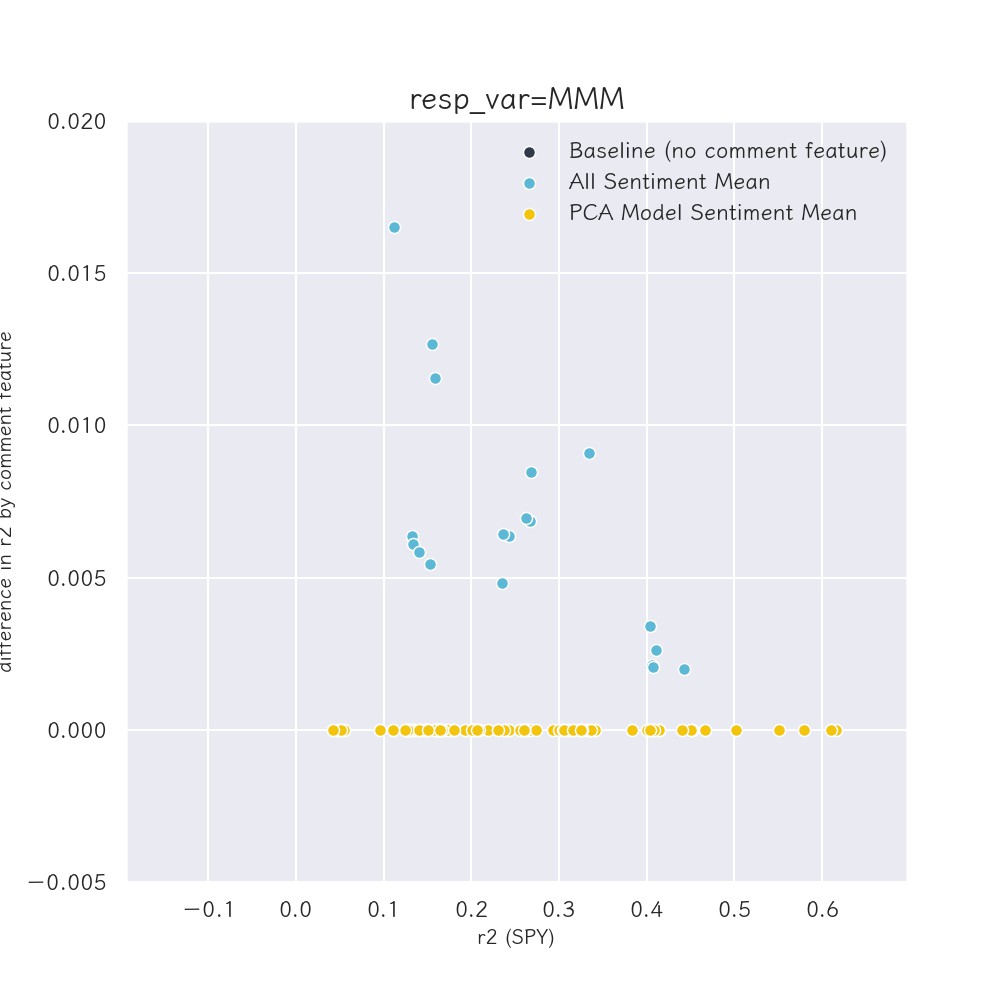 resp_var=MMM
Baseline (no comment feature)
All Sentiment Mean
PCA Model Sentiment Mean
0.020
0.015
0.010
0.005
0.000
−0.005
difference in r2 by comment feature
−0.1 0.0 0.1 0.2 0.3 0.4 0.5 0.6
r2 (SPY)